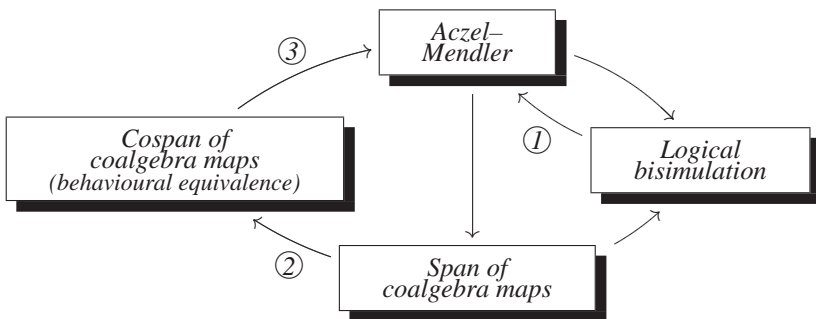 Aczel–
Mendler
③
Cospan of
coalgebra maps
(behavioural equivalence)
①
Logical
bisimulation
②
Span of
coalgebra maps